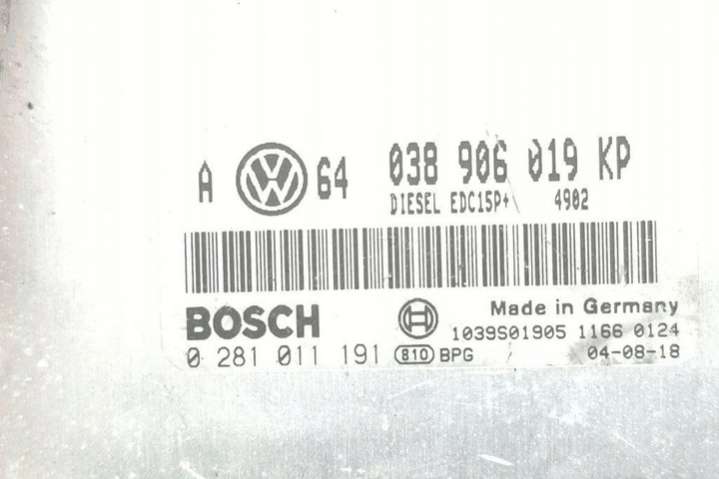 A VW 64 038 906 019 KP
DIESEL EDC15P+ 4902
BOSCH
Made in Germany
1039S01905 1166 0124
0 281 011 191 810 BPG 04-08-18